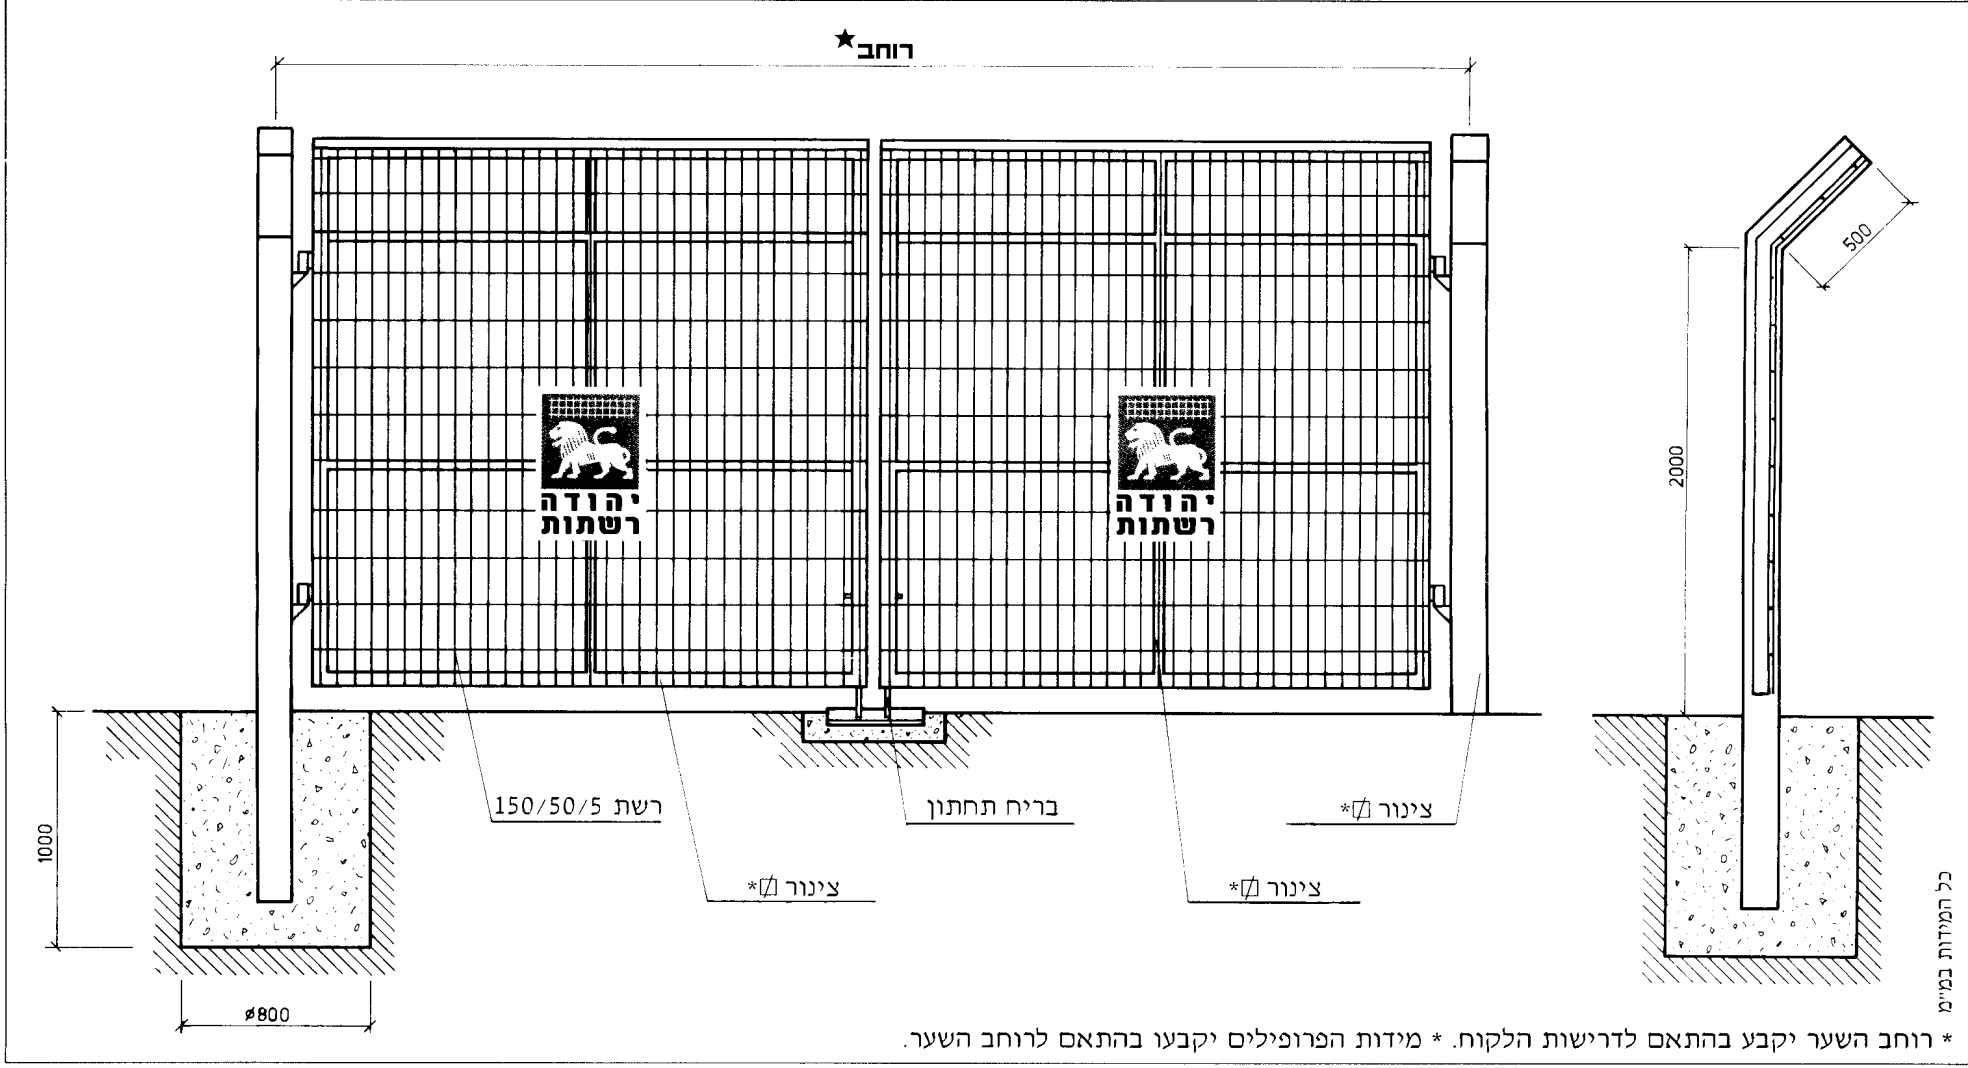 רוחב★
500
2000
יהודה
רשתות
יהודה
רשתות
רשת 150/50/5
בריח תחתון
צינור ⍁*
1000
צינור ⍁*
צינור ⍁*
כל המידות במ״מ
ø800
* רוחב השער יקבע בהתאם לדרישות הלקוח. * מידות הפרופילים יקבעו בהתאם לרוחב השער.